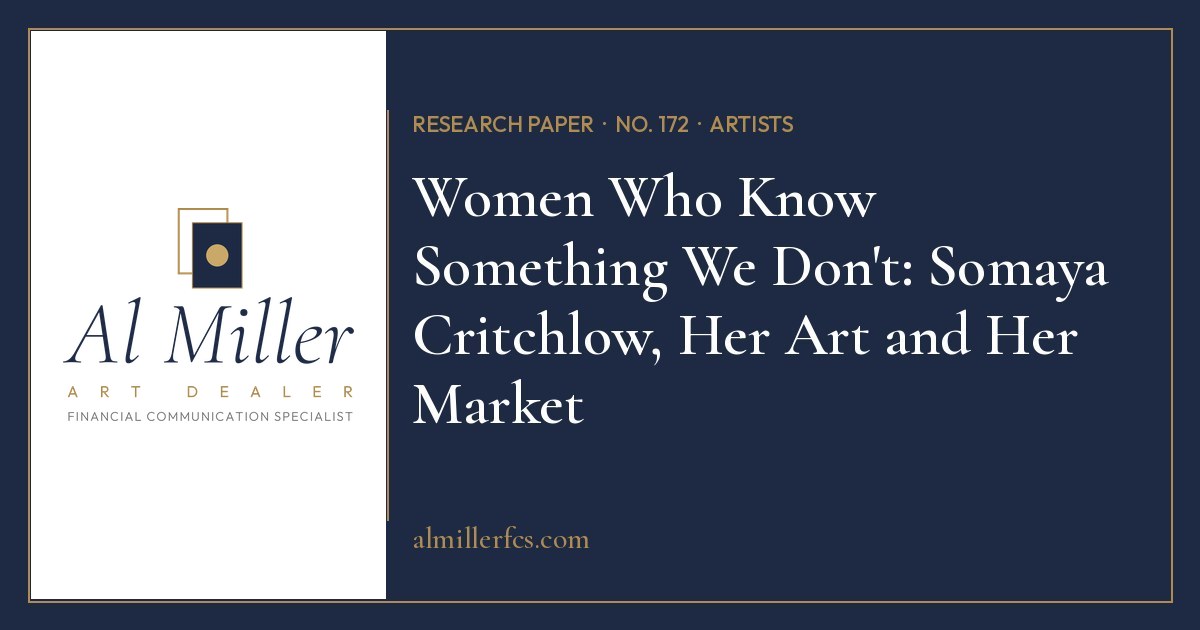 Al Miller
ART DEALER
FINANCIAL COMMUNICATION SPECIALIST
RESEARCH PAPER · NO. 172 · ARTISTS
Women Who Know
Something We Don't: Somaya
Critchlow, Her Art and Her
Market
almillerfcs.com